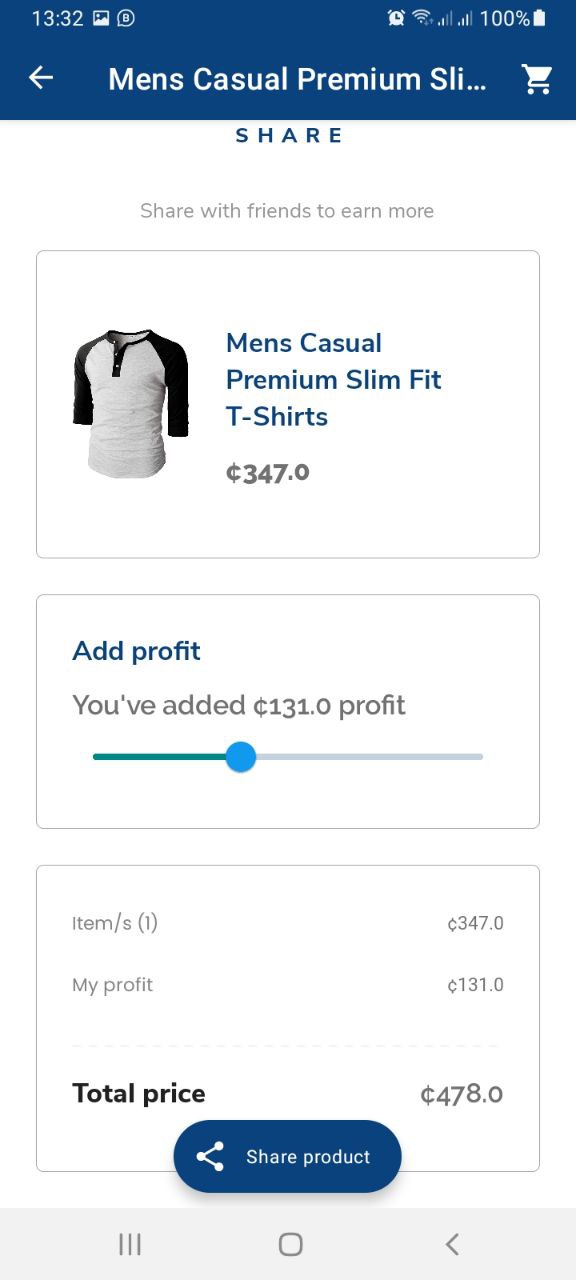 13:32 B 100%
Mens Casual Premium Sli...
SHARE
Share with friends to earn more
Mens Casual
Premium Slim Fit
T-Shirts
₵347.0
Add profit
You've added ₵131.0 profit
Item/s (1) ₵347.0
My profit ₵131.0
Total price ₵478.0
Share product